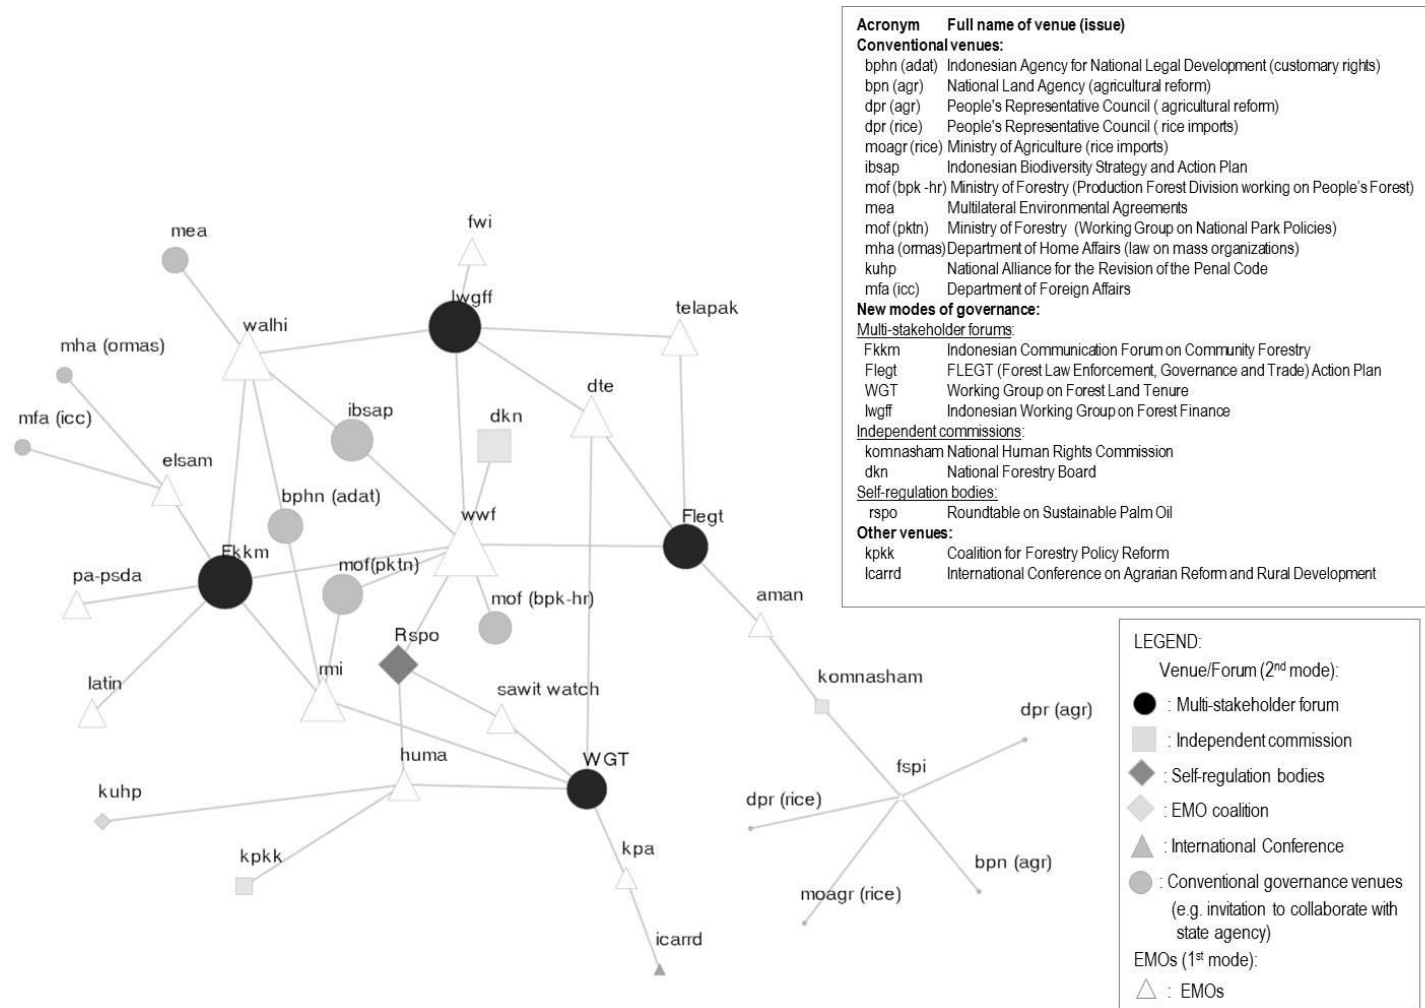 Acronym Full name of venue (issue)
Conventional venues:
bphn (adat) Indonesian Agency for National Legal Development (customary rights)
bpn (agr) National Land Agency (agricultural reform)
dpr (agr) People's Representative Council ( agricultural reform)
dpr (rice) People's Representative Council ( rice imports)
moagr (rice) Ministry of Agriculture (rice imports)
ibsap Indonesian Biodiversity Strategy and Action Plan
mof (bpk -hr) Ministry of Forestry (Production Forest Division working on People's Forest)
mea Multilateral Environmental Agreements
mof (pktn) Ministry of Forestry (Working Group on National Park Policies)
mha (ormas) Department of Home Affairs (law on mass organizations)
kuhp National Alliance for the Revision of the Penal Code
mfa (icc) Department of Foreign Affairs
New modes of governance:
Multi-stakeholder forums:
Fkkm Indonesian Communication Forum on Community Forestry
Flegt FLEGT (Forest Law Enforcement, Governance and Trade) Action Plan
WGT Working Group on Forest Land Tenure
Iwgff Indonesian Working Group on Forest Finance
Independent commissions:
komnasham National Human Rights Commission
dkn National Forestry Board
Self-regulation bodies:
rspo Roundtable on Sustainable Palm Oil
Other venues:
kpkk Coalition for Forestry Policy Reform
Icarrd International Conference on Agrarian Reform and Rural Development
fwi
mea
Iwgff
telapak
walhi
mha (ormas)
dte
ibsap
dkn
mfa (icc)
elsam
bphn (adat)
wwf
Flegt
Fkkm
mof(pktn)
pa-psda
mof (bpk-hr)
aman
Rspo
latin
rmi
sawit watch
komnasham
dpr (agr)
huma
WGT
fspi
kuhp
dpr (rice)
kpkk
kpa
bpn (agr)
moagr (rice)
icarrd
LEGEND:
Venue/Forum (2nd mode):
: Multi-stakeholder forum
: Independent commission
: Self-regulation bodies
: EMO coalition
: International Conference
: Conventional governance venues
(e.g. invitation to collaborate with
state agency)
EMOs (1st mode):
: EMOs